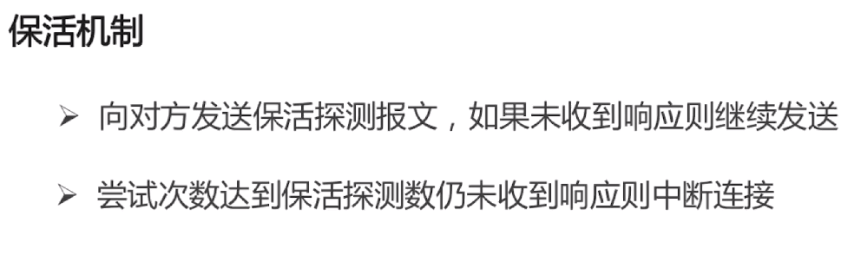 保活机制
➢ 向对方发送保活探测报文，如果未收到响应则继续发送
➢ 尝试次数达到保活探测数仍未收到响应则中断连接